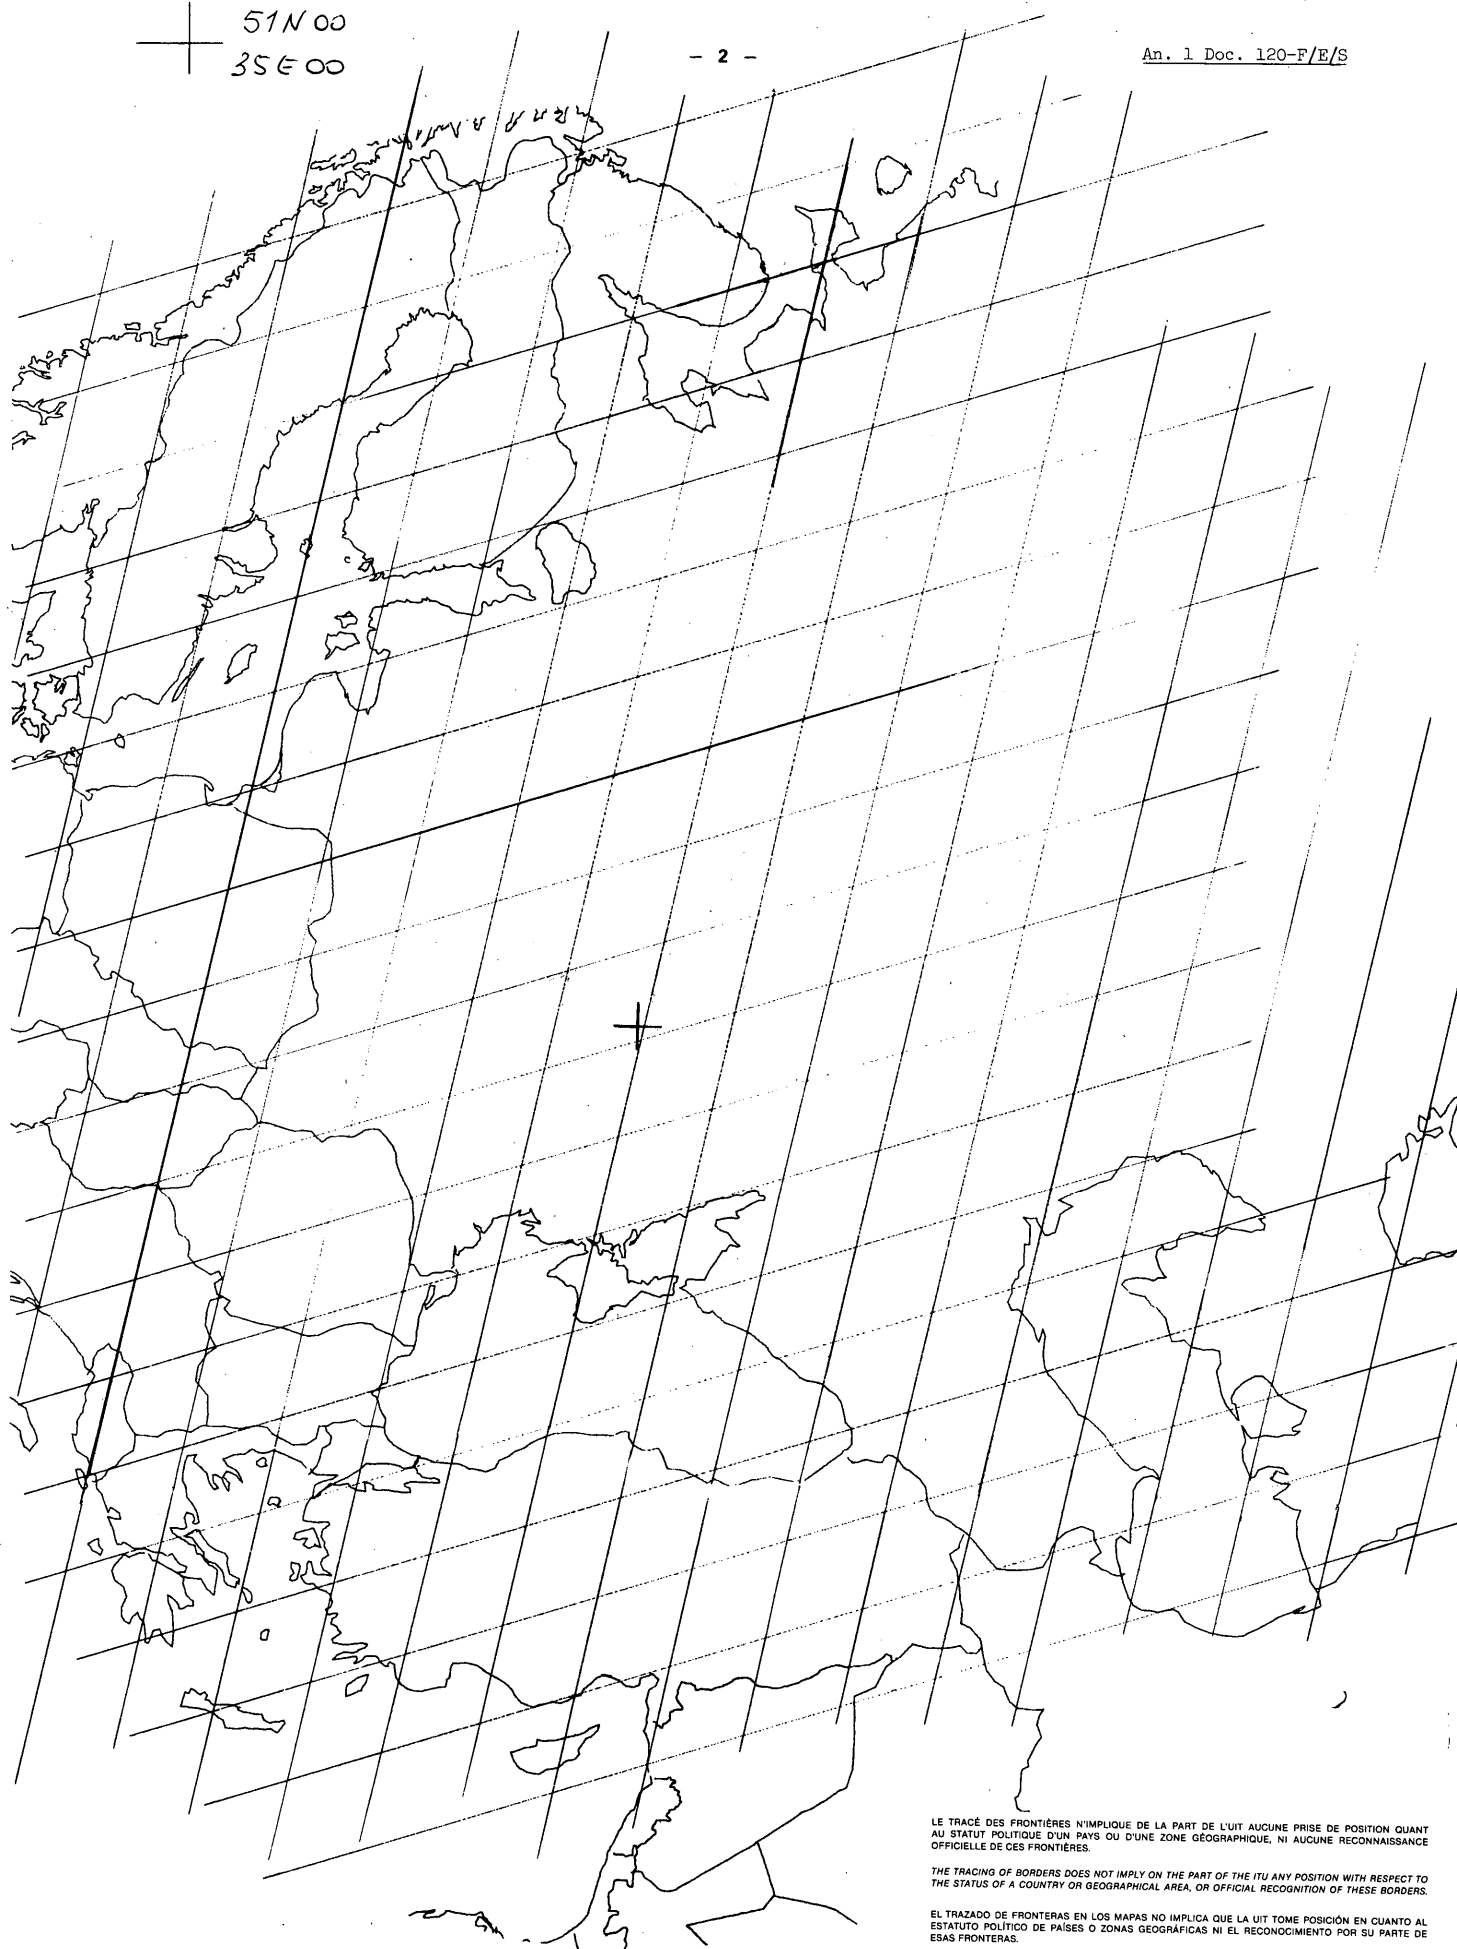 51N00
35E00
- 2 -
An. 1 Doc. 120-F/E/S
LE TRACÉ DES FRONTIÈRES N'IMPLIQUE DE LA PART DE L'UIT AUCUNE PRISE DE POSITION QUANT
AU STATUT POLITIQUE D'UN PAYS OU D'UNE ZONE GÉOGRAPHIQUE, NI AUCUNE RECONNAISSANCE
OFFICIELLE DE CES FRONTIÈRES.
THE TRACING OF BORDERS DOES NOT IMPLY ON THE PART OF THE ITU ANY POSITION WITH RESPECT TO
THE STATUS OF A COUNTRY OR GEOGRAPHICAL AREA, OR OFFICIAL RECOGNITION OF THESE BORDERS.
EL TRAZADO DE FRONTERAS EN LOS MAPAS NO IMPLICA QUE LA UIT TOME POSICIÓN EN CUANTO AL
ESTATUTO POLÍTICO DE PAÍSES O ZONAS GEOGRÁFICAS NI EL RECONOCIMIENTO POR SU PARTE DE
ESAS FRONTERAS.